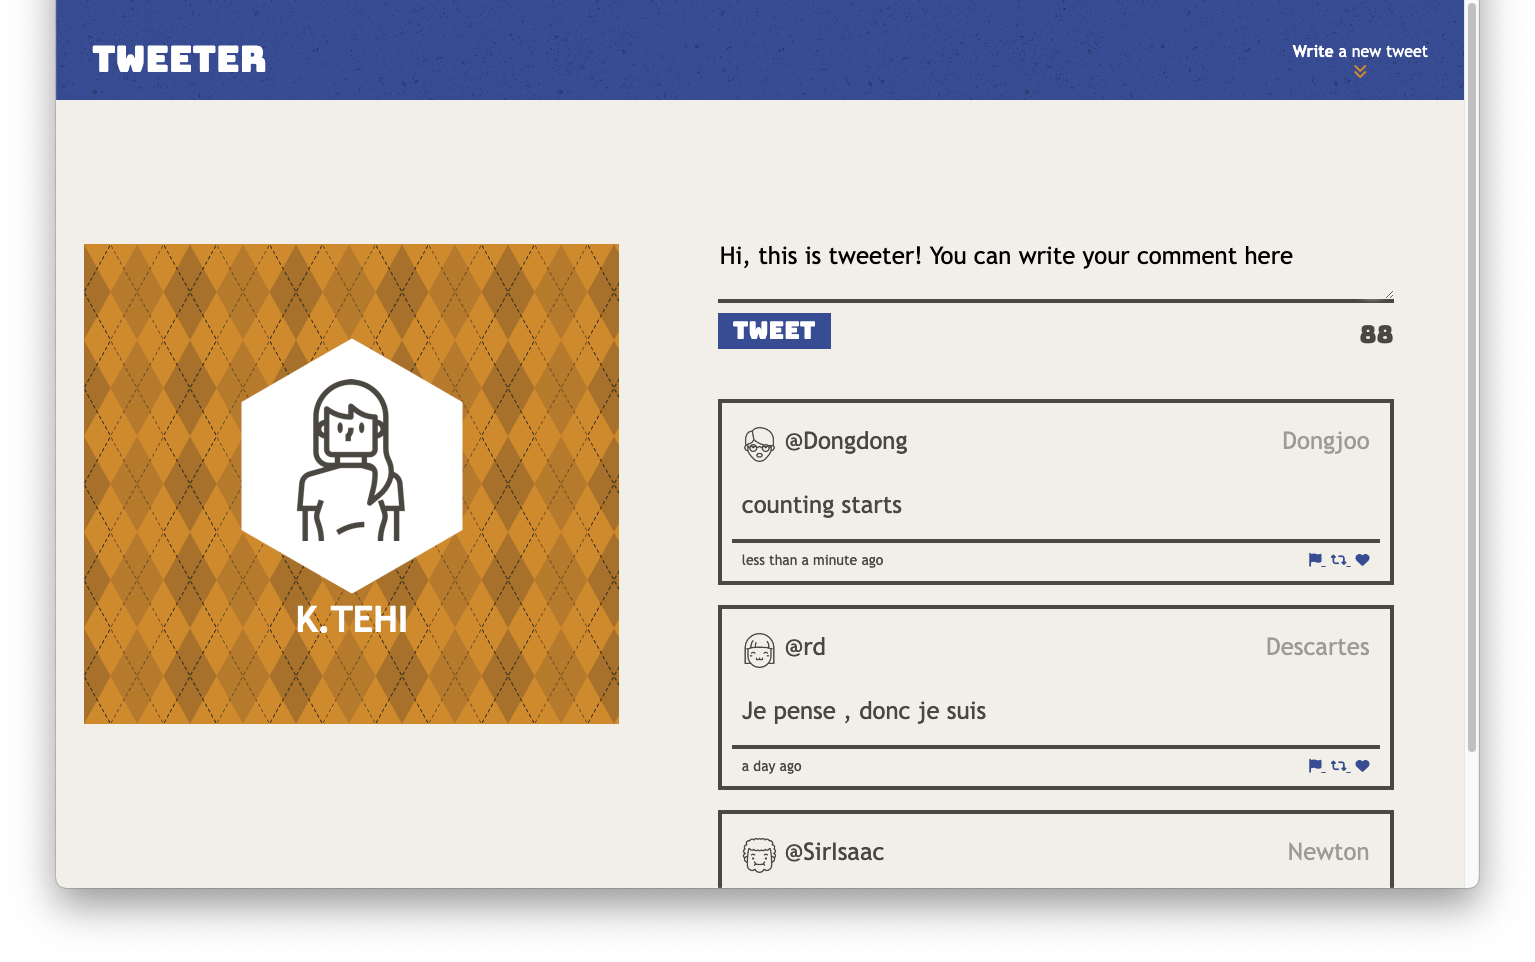 TWEETER
Write a new tweet
K.TEHI
Hi, this is tweeter! You can write your comment here
TWEET
88
@Dongdong
Dongjoo
counting starts
less than a minute ago
@rd
Descartes
Je pense , donc je suis
a day ago
@SirIsaac
Newton